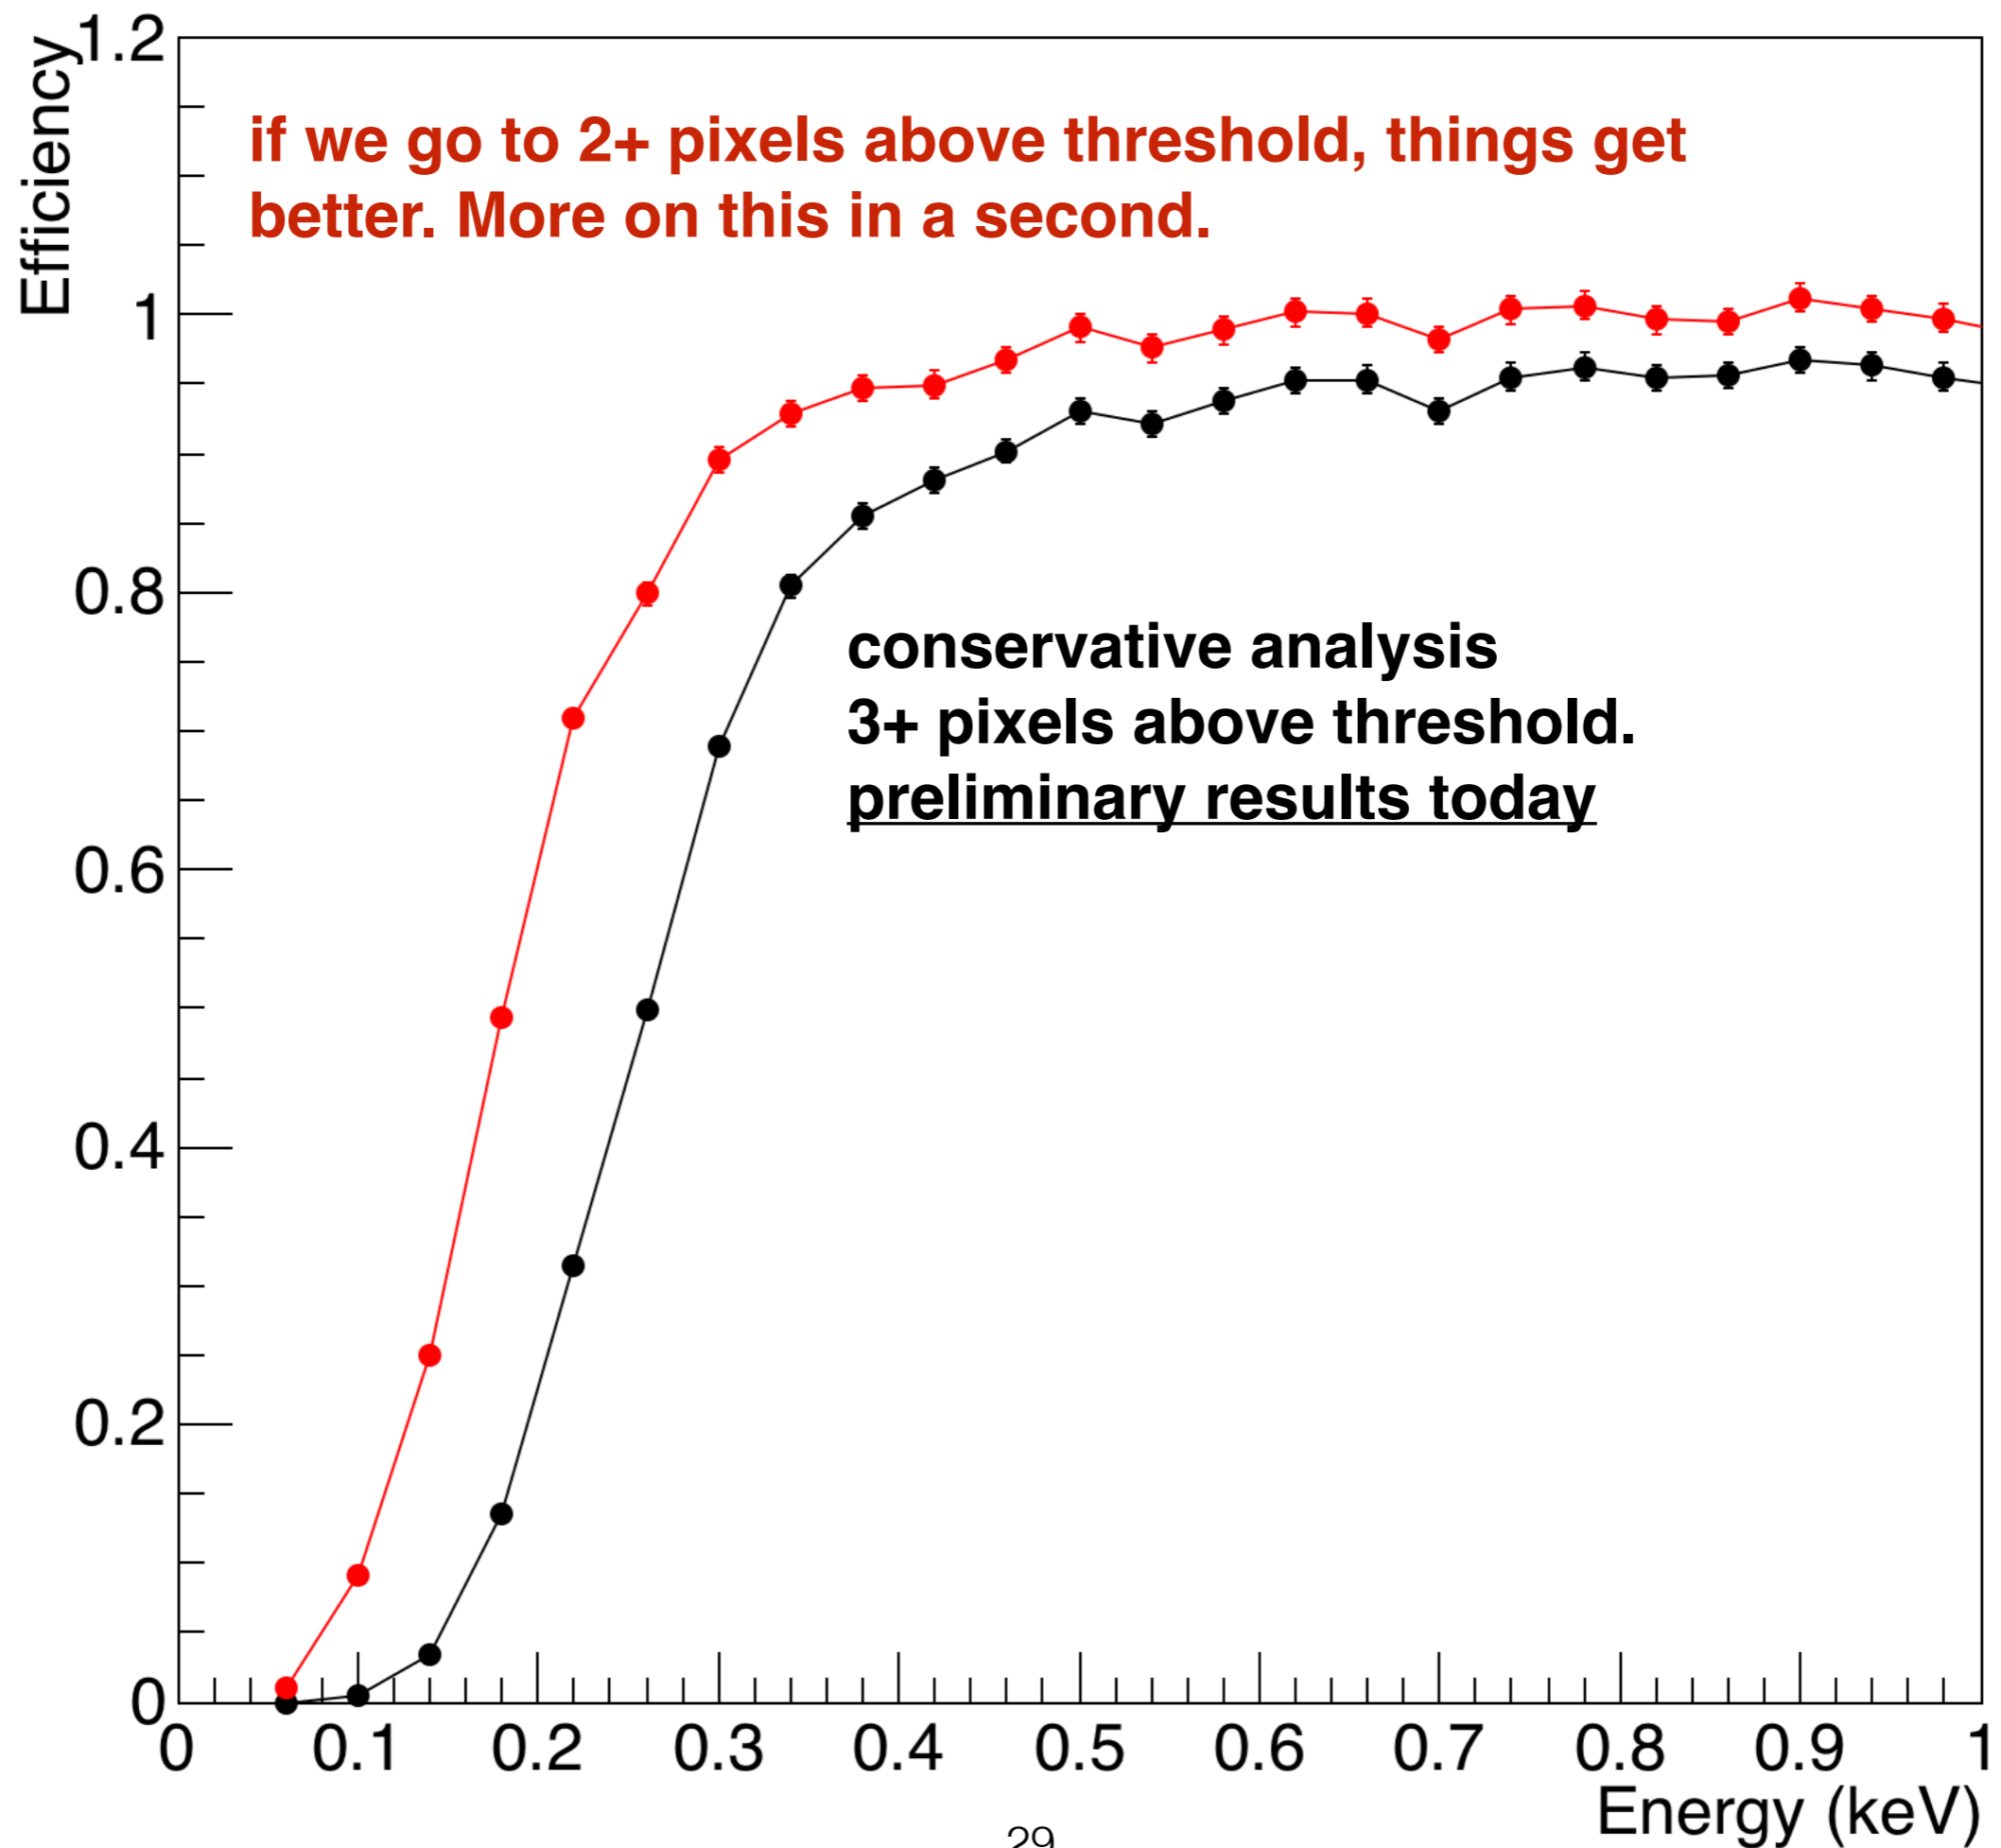 Efficiency
1.2
1
0.8
0.6
0.4
0.2
0
if we go to 2+ pixels above threshold, things get
better. More on this in a second.
conservative analysis
3+ pixels above threshold.
preliminary results today
0 0.1 0.2 0.3 0.4 0.5 0.6 0.7 0.8 0.9 1
Energy (keV)
29